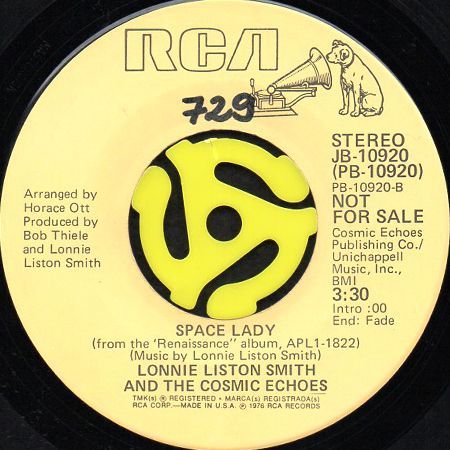 RCA
729
STEREO
JB-10920
(PB-10920)
PB-10920-B
NOT
FOR SALE
Cosmic Echoes
Publishing Co./
Unichappell
Music, Inc.,
BMI
3:30
Intro :00
End: Fade
Arranged by
Horace Ott
Produced by
Bob Thiele
and Lonnie
Liston Smith
SPACE LADY
(from the 'Renaissance" album, APL1-1822)
(Music by Lonnie Liston Smith)
LONNIE LISTON SMITH
AND THE COSMIC ECHOES
TMK(s) ® REGISTERED • MARCA(s) REGISTRADA(s)
RCA CORP.—MADE IN U.S.A. ℗ 1976 RCA RECORDS